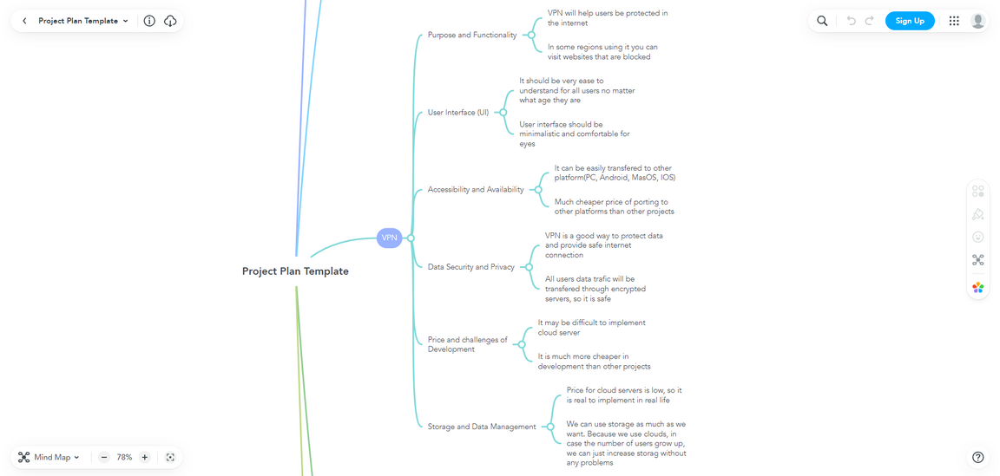 Project Plan Template
Sign Up
VPN will help users be protected in
the internet
Purpose and Functionality
In some regions using it you can
visit websites that are blocked
It should be very ease to
understand for all users no matter
what age they are
User Interface (UI)
User interface should be
minimalistic and comfortable for
eyes
It can be easily transfered to other
platform(PC, Android, MasOS, IOS)
Accessibility and Availability
Much cheaper price of porting to
other platforms than other projects
VPN
VPN is a good way to protect data
and provide safe internet
connection
Data Security and Privacy
All users data trafic will be
transfered through encrypted
servers, so it is safe
Project Plan Template
It may be difficult to implement
cloud server
Price and challenges of
Development
It is much more cheaper in
development than other projects
Price for cloud servers is low, so it
is real to implement in real life
Storage and Data Management
We can use storage as much as we
want. Because we use clouds, in
case the number of users grow up,
we can just increase storag without
any problems
Mind Map
78%